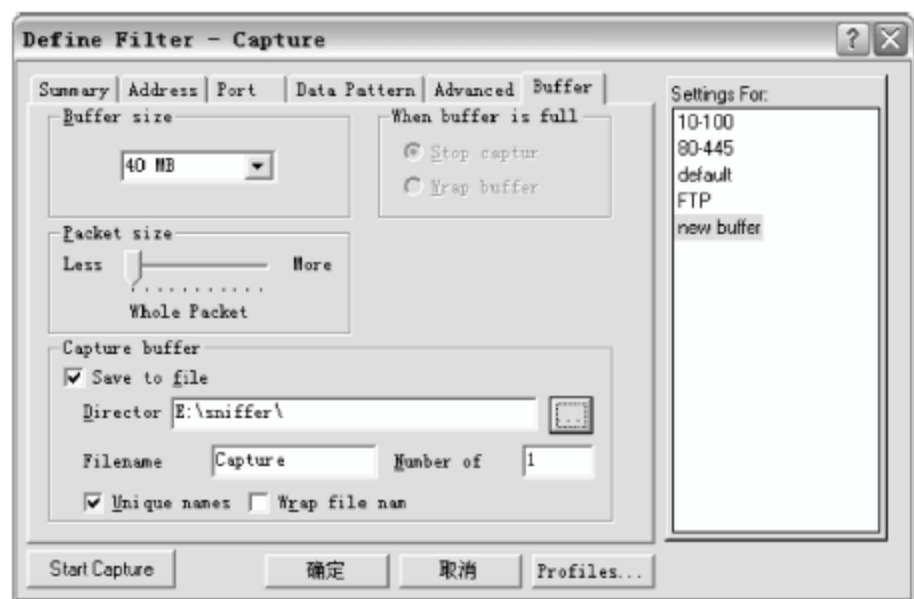 Define Filter - Capture
Summary Address Port Data Pattern Advanced Buffer
Buffer size
40 MB
When buffer is full
Stop captur
Wrap buffer
Packet size
Less More
Whole Packet
Capture buffer
Save to file
Director E:\sniffer\ ...
Filename Capture Number of 1
Unique names Wrap file nam
Settings For:
10-100
80-445
default
FTP
new buffer
Start Capture 确定 取消 Profiles...